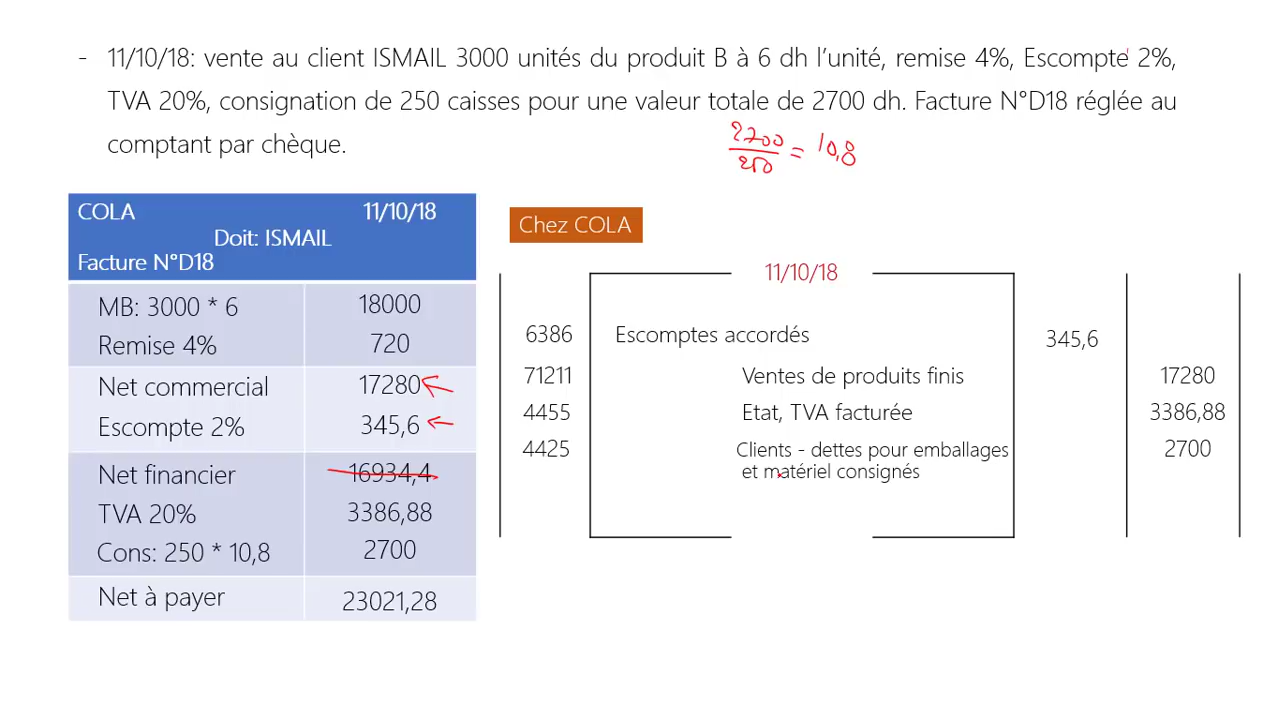 - 11/10/18: vente au client ISMAIL 3000 unités du produit B à 6 dh l'unité, remise 4%, Escompte 2%,
TVA 20%, consignation de 250 caisses pour une valeur totale de 2700 dh. Facture N°D18 réglée au
comptant par chèque.
2700
250
= 10,8
COLA 11/10/18
Doit: ISMAIL
Facture N°D18
MB: 3000 * 6 18000
Remise 4% 720
Net commercial 17280
Escompte 2% 345,6
Net financier 16934,4
TVA 20% 3386,88
Cons: 250 * 10,8 2700
Net à payer 23021,28
Chez COLA
11/10/18
6386 Escomptes accordés 345,6
71211 Ventes de produits finis 17280
4455 Etat, TVA facturée 3386,88
4425 Clients - dettes pour emballages 2700
et matériel consignés